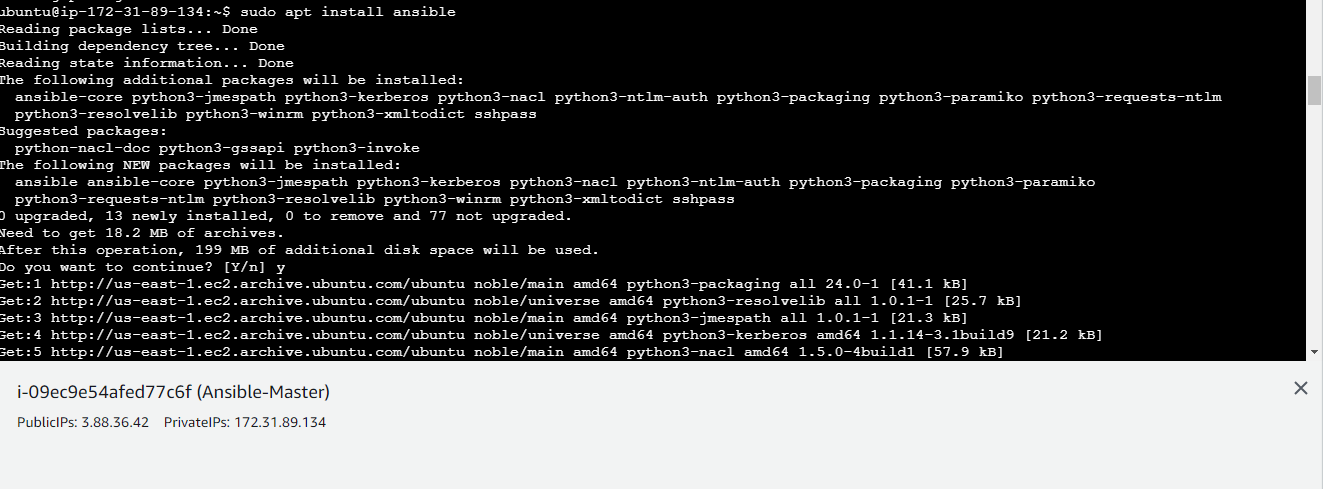 ubuntu@ip-172-31-89-134:~$ sudo apt install ansible
Reading package lists... Done
Building dependency tree... Done
Reading state information... Done
The following additional packages will be installed:
  ansible-core python3-jmespath python3-kerberos python3-nacl python3-ntlm-auth python3-packaging python3-paramiko python3-requests-ntlm
  python3-resolvelib python3-winrm python3-xmltodict sshpass
Suggested packages:
  python-nacl-doc python3-gssapi python3-invoke
The following NEW packages will be installed:
  ansible ansible-core python3-jmespath python3-kerberos python3-nacl python3-ntlm-auth python3-packaging python3-paramiko
  python3-requests-ntlm python3-resolvelib python3-winrm python3-xmltodict sshpass
0 upgraded, 13 newly installed, 0 to remove and 77 not upgraded.
Need to get 18.2 MB of archives.
After this operation, 199 MB of additional disk space will be used.
Do you want to continue? [Y/n] y
Get:1 http://us-east-1.ec2.archive.ubuntu.com/ubuntu noble/main amd64 python3-packaging all 24.0-1 [41.1 kB]
Get:2 http://us-east-1.ec2.archive.ubuntu.com/ubuntu noble/universe amd64 python3-resolvelib all 1.0.1-1 [25.7 kB]
Get:3 http://us-east-1.ec2.archive.ubuntu.com/ubuntu noble/main amd64 python3-jmespath all 1.0.1-1 [21.3 kB]
Get:4 http://us-east-1.ec2.archive.ubuntu.com/ubuntu noble/universe amd64 python3-kerberos amd64 1.1.14-3.1build9 [21.2 kB]
Get:5 http://us-east-1.ec2.archive.ubuntu.com/ubuntu noble/main amd64 python3-nacl amd64 1.5.0-4build1 [57.9 kB]
i-09ec9e54afed77c6f (Ansible-Master)
PublicIPs: 3.88.36.42 PrivateIPs: 172.31.89.134